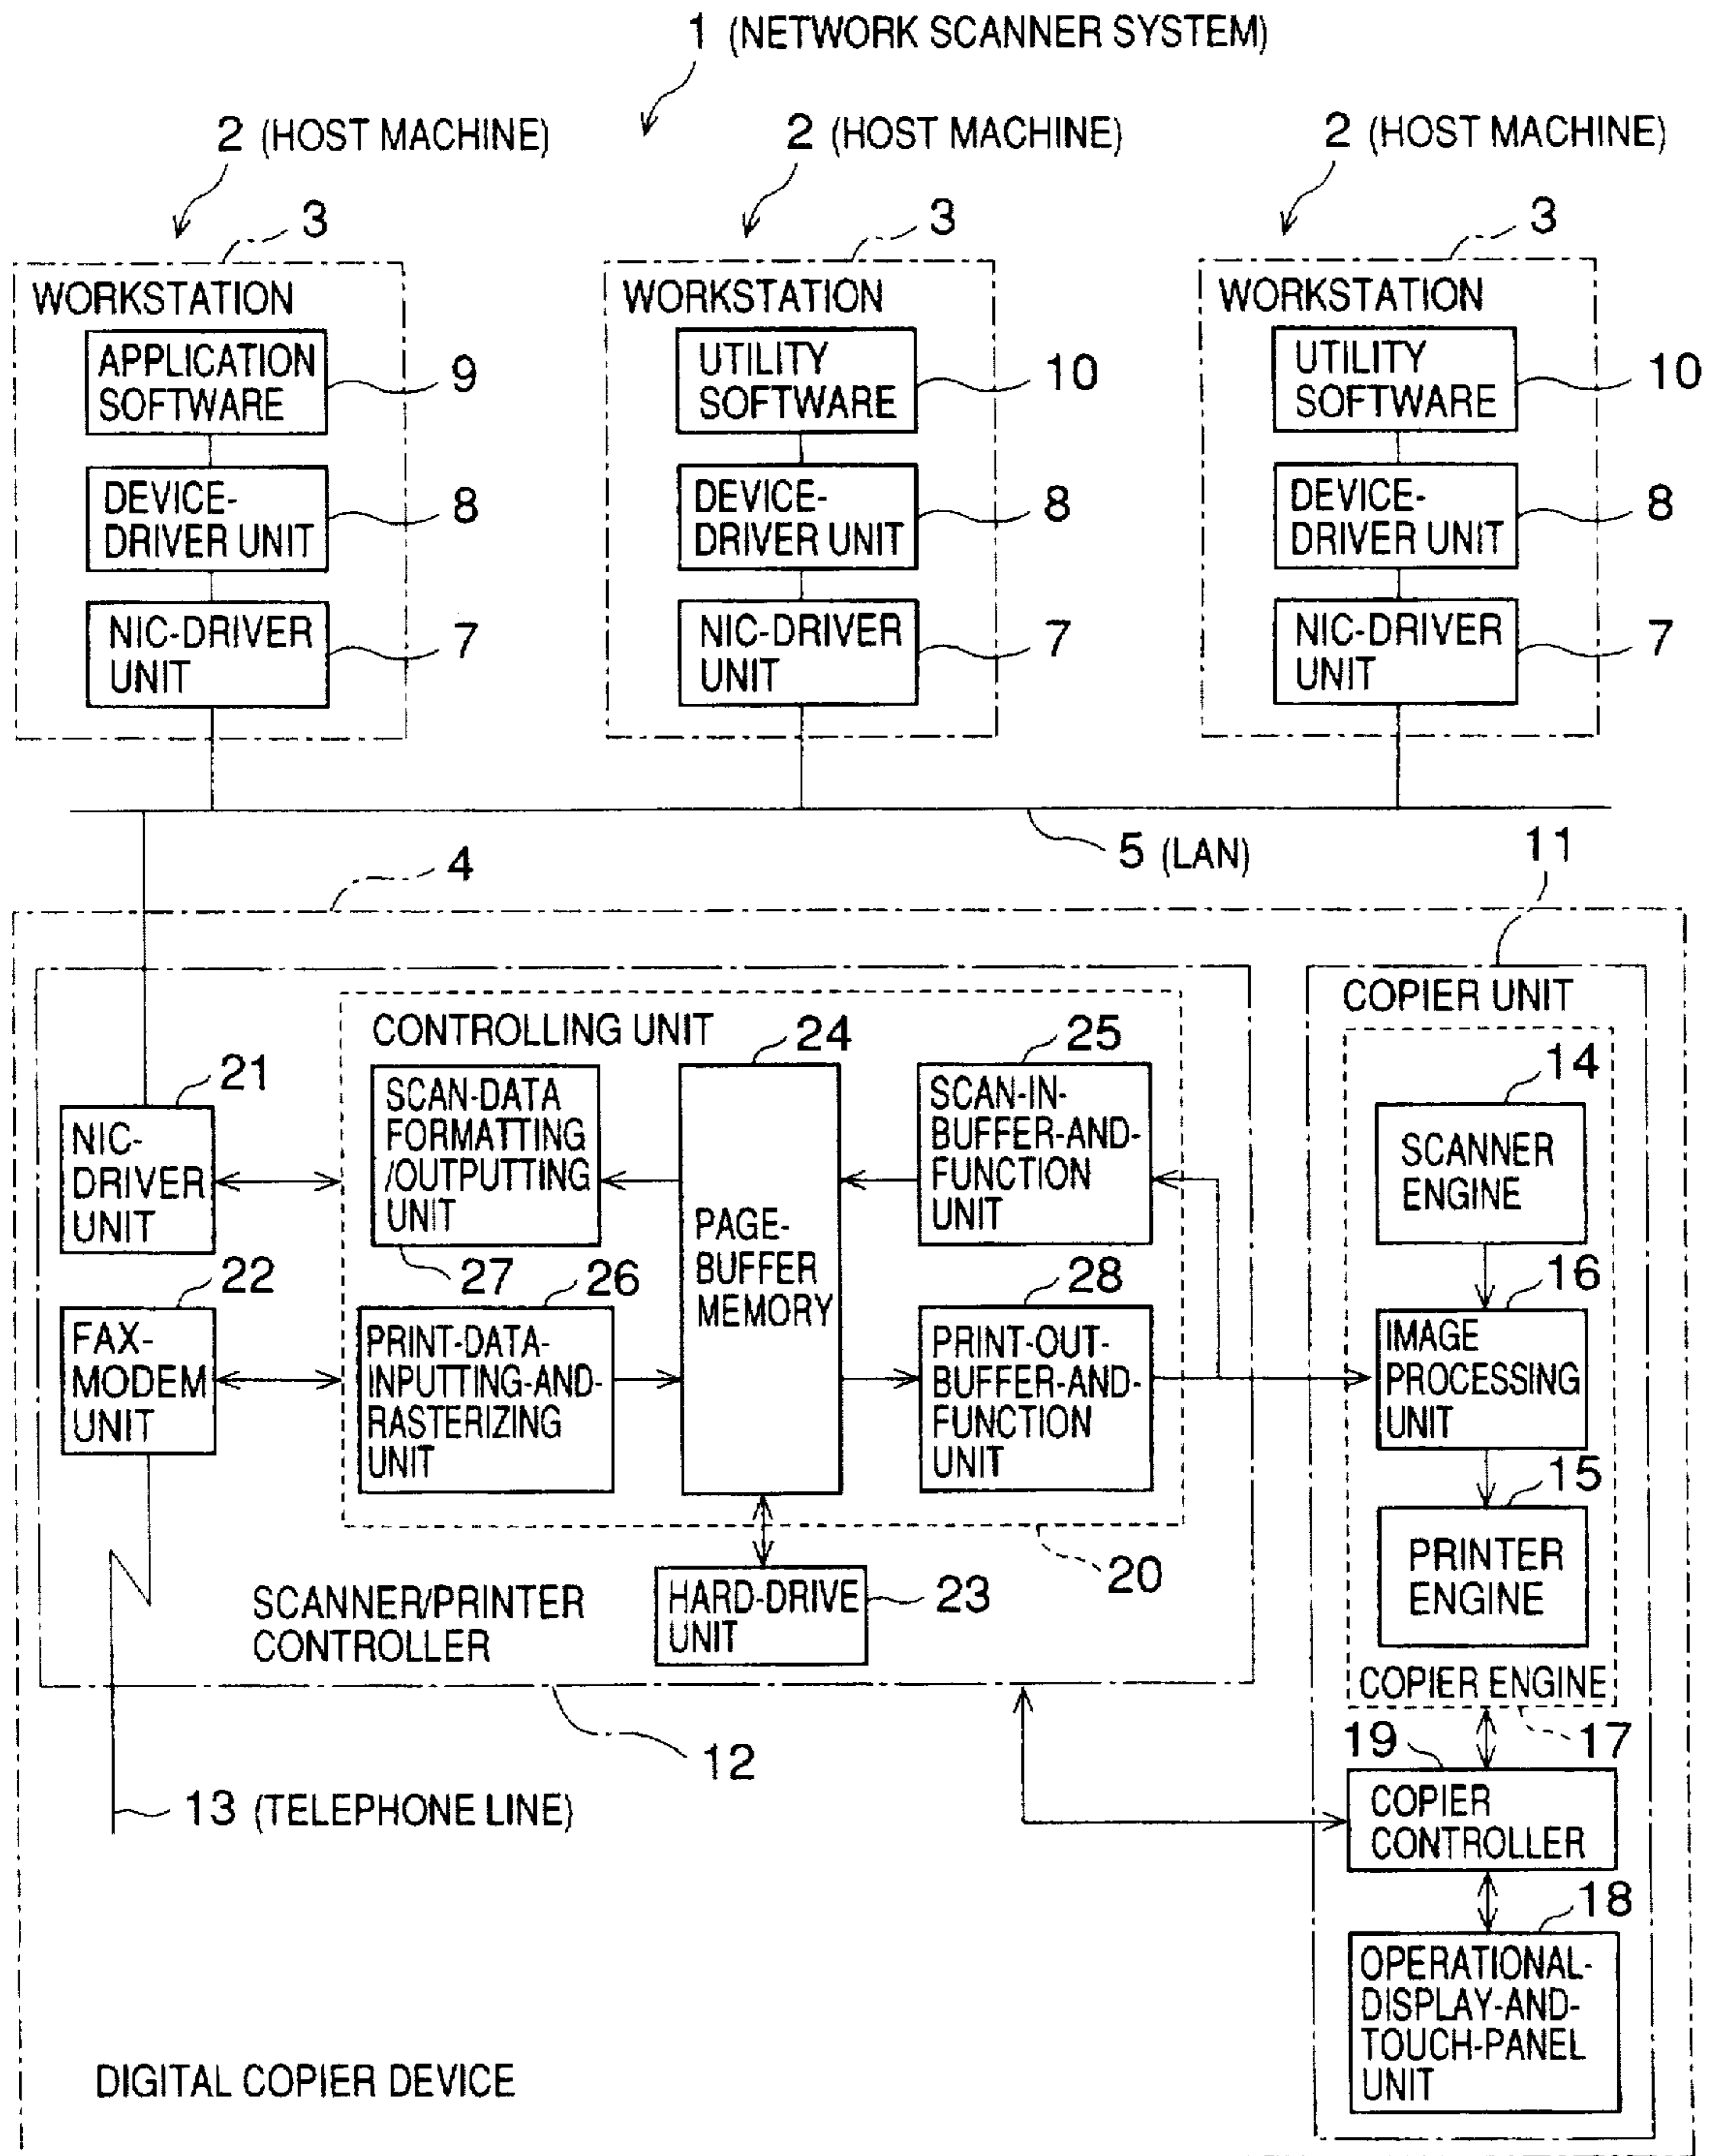 1 (NETWORK SCANNER SYSTEM)
2 (HOST MACHINE)
2 (HOST MACHINE)
2 (HOST MACHINE)
3
3
3
WORKSTATION
APPLICATION
SOFTWARE
9
DEVICE-
DRIVER UNIT
8
NIC-DRIVER
UNIT
7
WORKSTATION
UTILITY
SOFTWARE
10
DEVICE-
DRIVER UNIT
8
NIC-DRIVER
UNIT
7
WORKSTATION
UTILITY
SOFTWARE
10
DEVICE-
DRIVER UNIT
8
NIC-DRIVER
UNIT
7
5 (LAN)
4
11
CONTROLLING UNIT
21
NIC-
DRIVER
UNIT
22
FAX-
MODEM
UNIT
SCAN-DATA
FORMATTING
/OUTPUTTING
UNIT
27
26
PRINT-DATA-
INPUTTING-AND-
RASTERIZING
UNIT
24
PAGE-
BUFFER
MEMORY
25
SCAN-IN-
BUFFER-AND-
FUNCTION
UNIT
28
PRINT-OUT-
BUFFER-AND-
FUNCTION
UNIT
20
HARD-DRIVE
UNIT
23
SCANNER/PRINTER
CONTROLLER
12
13 (TELEPHONE LINE)
COPIER UNIT
14
SCANNER
ENGINE
16
IMAGE
PROCESSING
UNIT
15
PRINTER
ENGINE
COPIER ENGINE
17
19
COPIER
CONTROLLER
18
OPERATIONAL-
DISPLAY-AND-
TOUCH-PANEL
UNIT
DIGITAL COPIER DEVICE